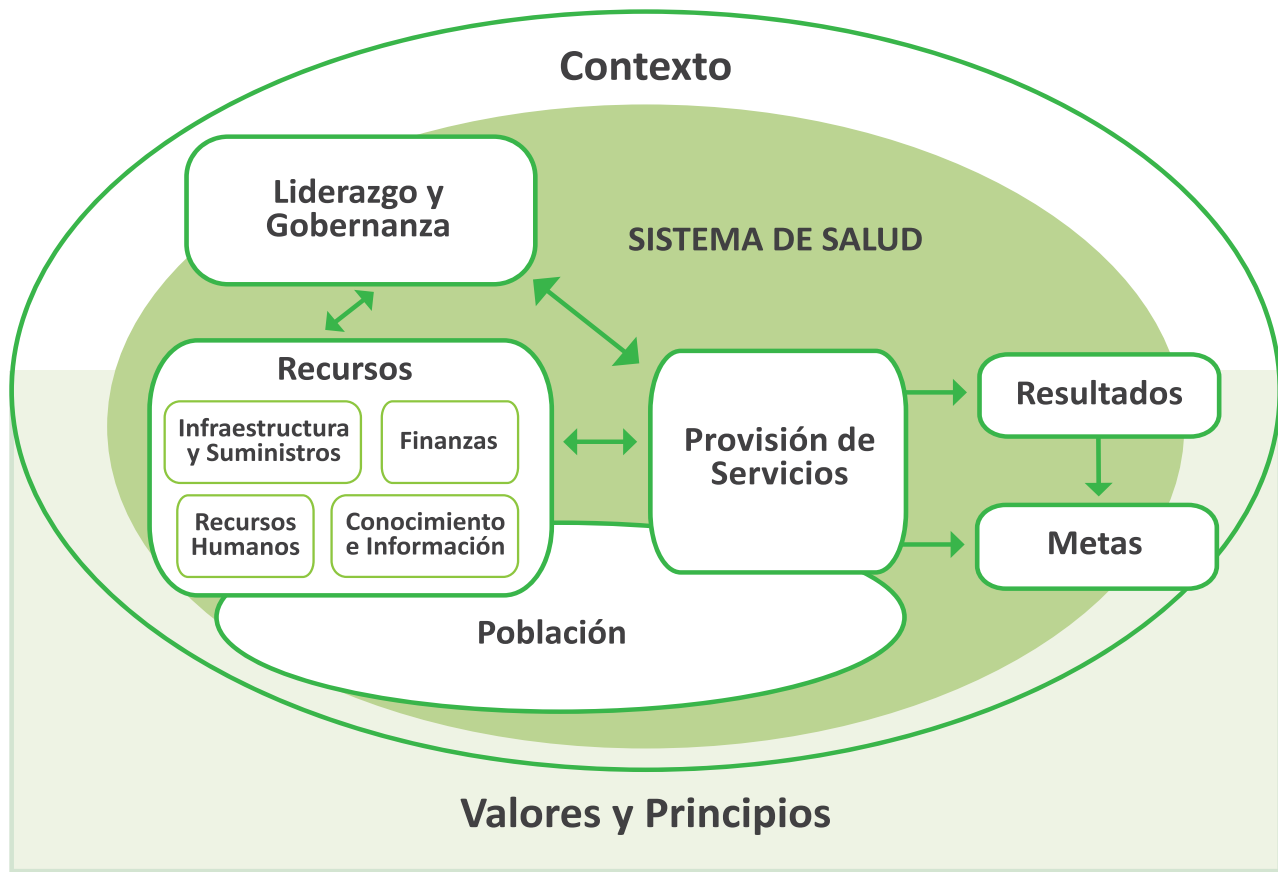 Contexto
Liderazgo y
Gobernanza
SISTEMA DE SALUD
Recursos
Infraestructura
y Suministros
Finanzas
Recursos
Humanos
Conocimiento
e Información
Provisión de
Servicios
Resultados
Metas
Población
Valores y Principios